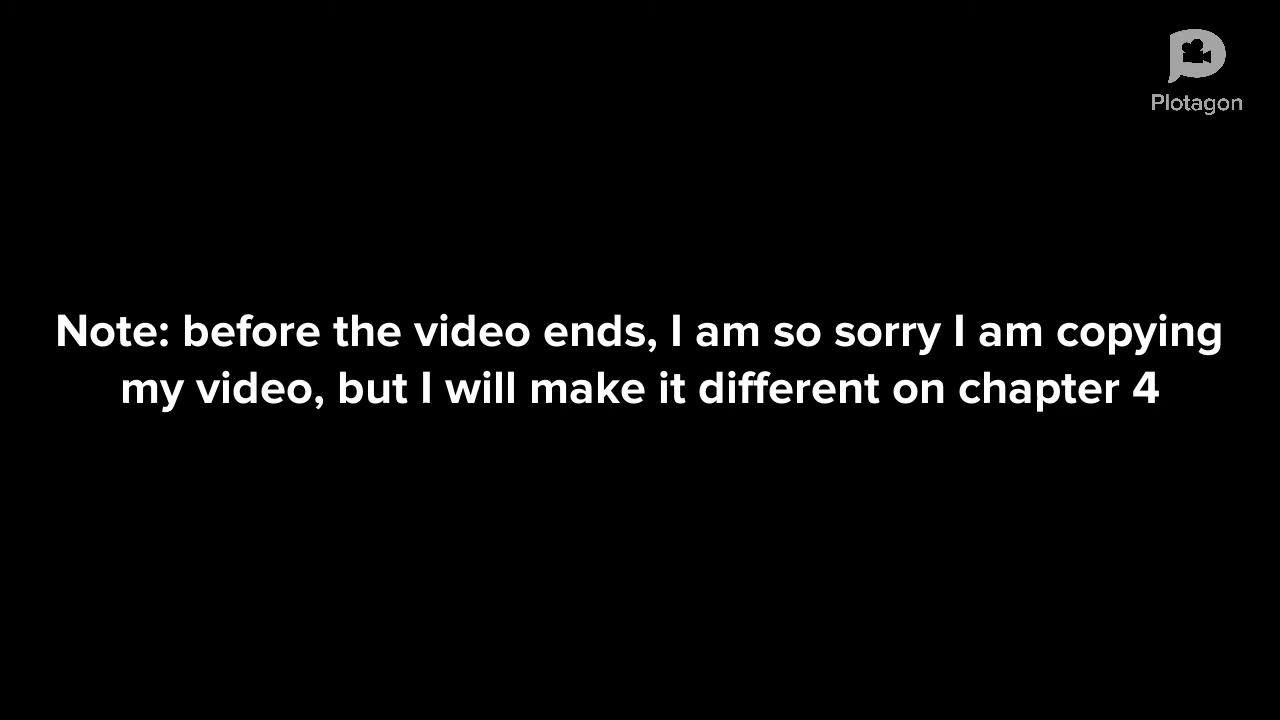 Plotagon
Note: before the video ends, I am so sorry I am copying
my video, but I will make it different on chapter 4